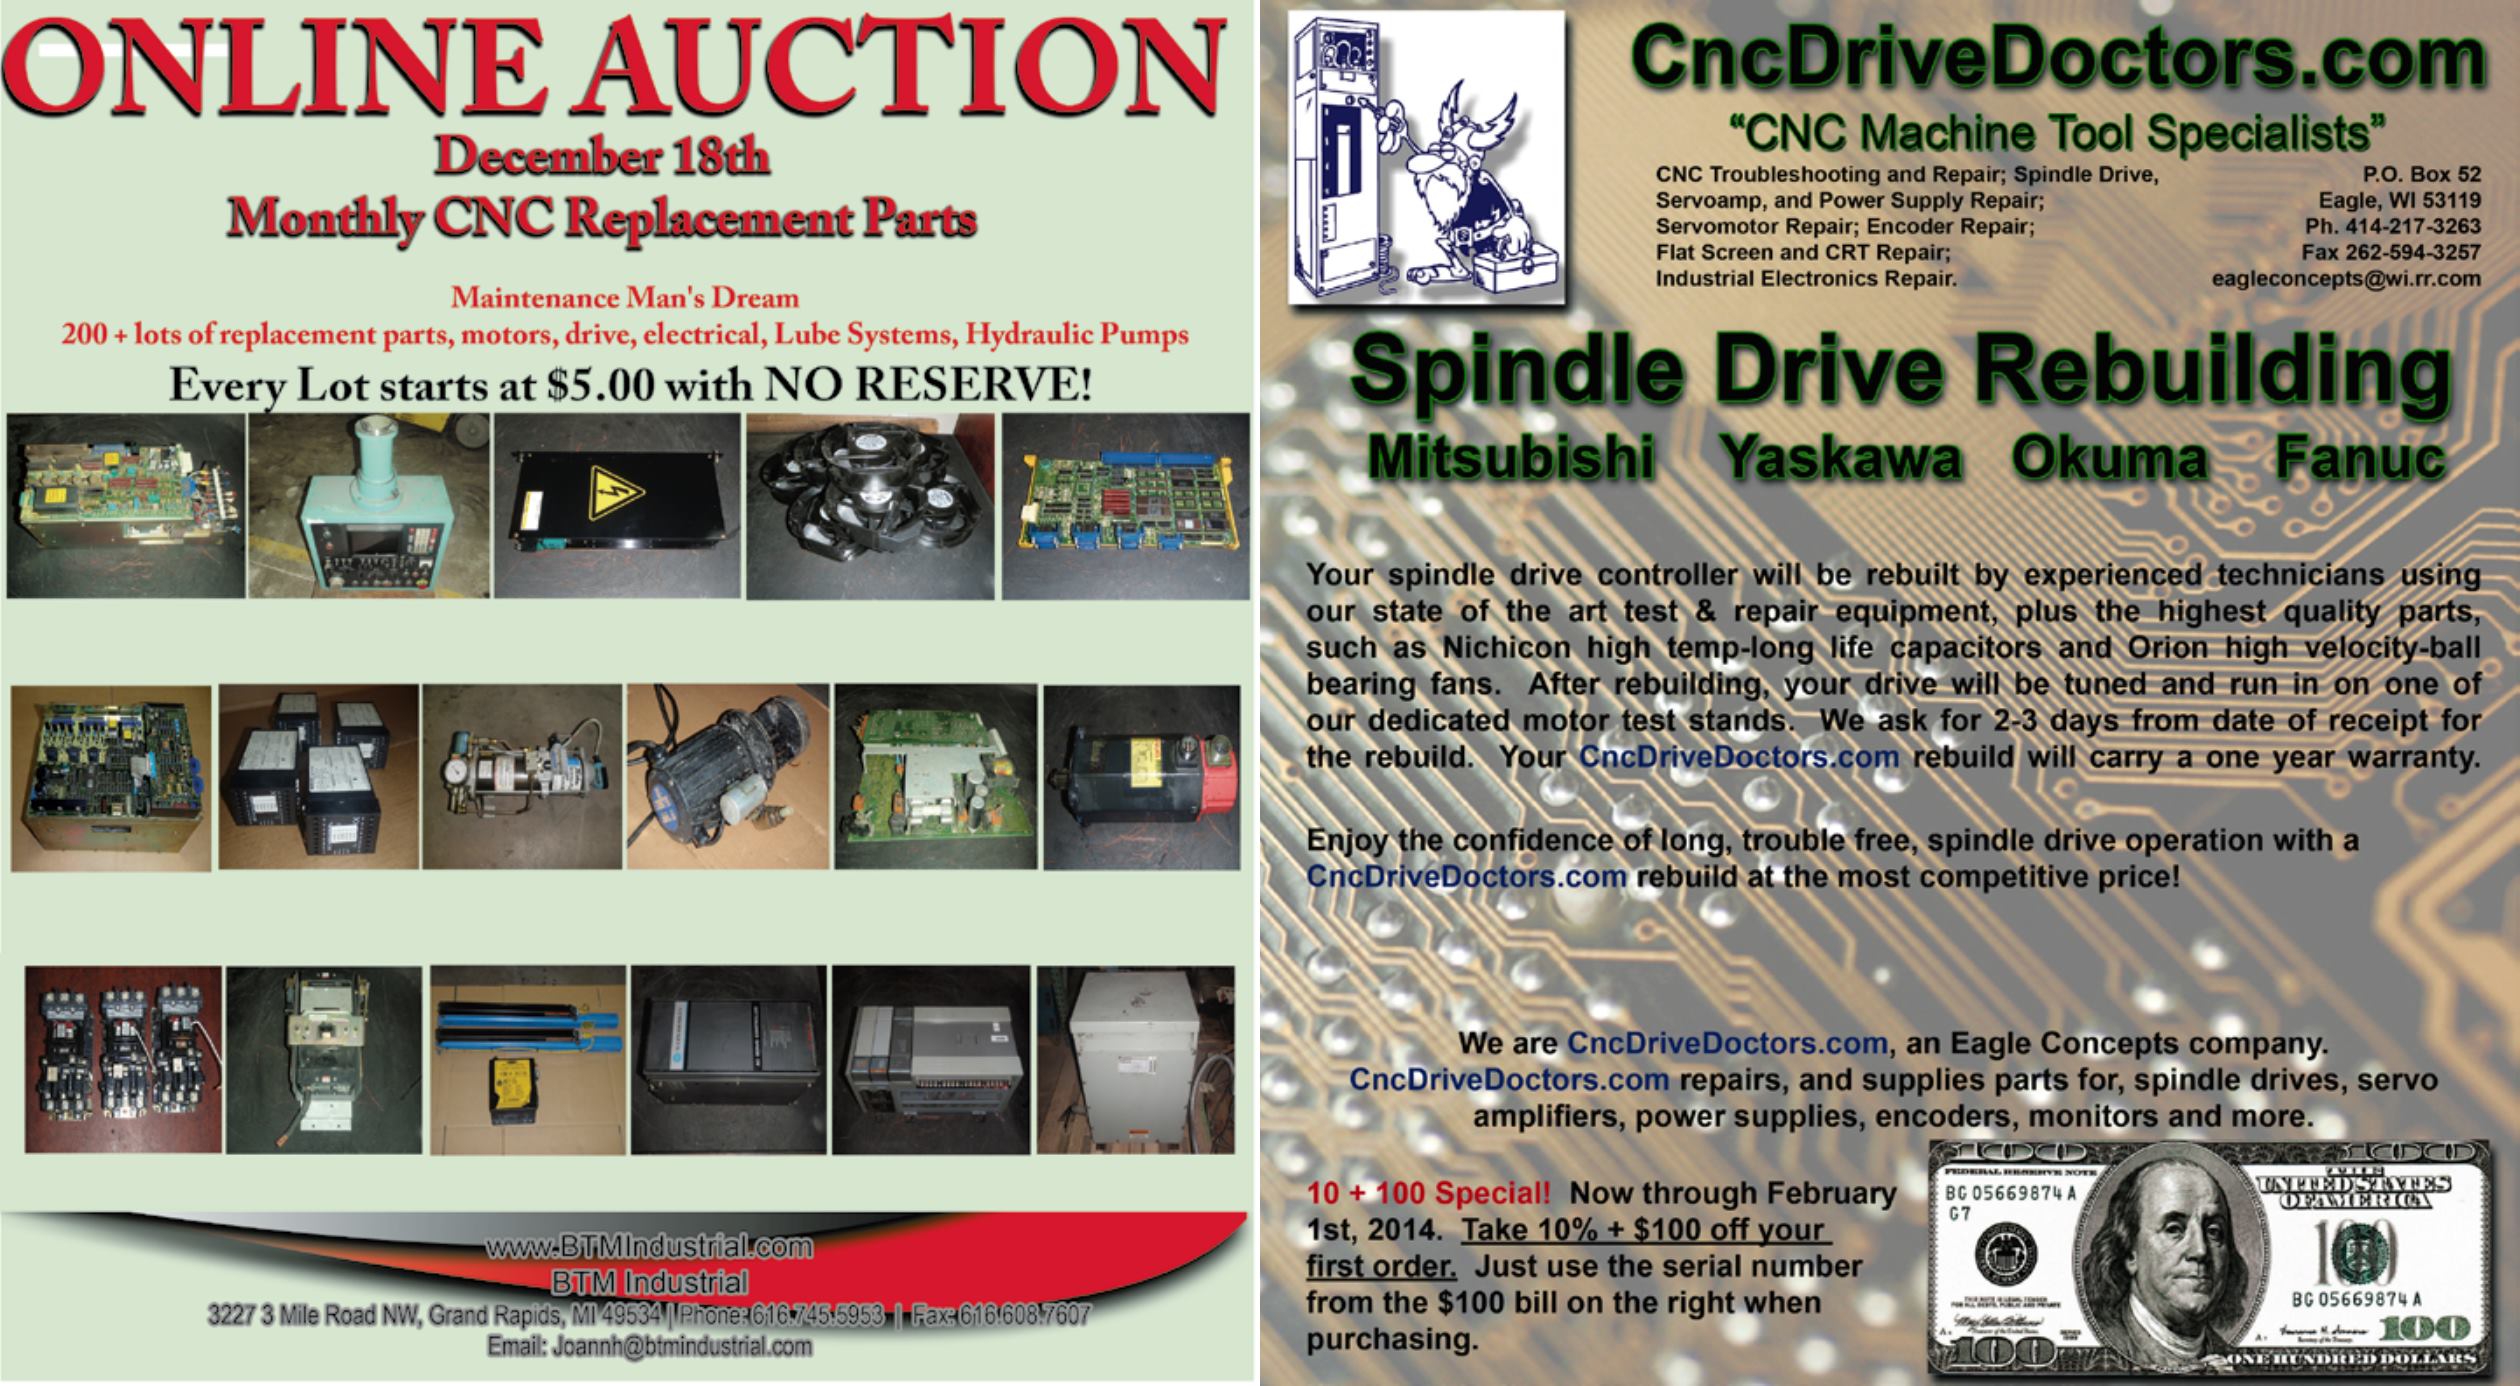 ONLINE AUCTION
December 18th
Monthly CNC Replacement Parts
Maintenance Man's Dream
200 + lots of replacement parts, motors, drive, electrical, Lube Systems, Hydraulic Pumps
Every Lot starts at $5.00 with NO RESERVE!
www.BTMIndustrial.com
BTM Industrial
3227 3 Mile Road NW, Grand Rapids, MI 49534 | Phone: 616.745.5953 | Fax: 616.608.7607
Email: Joannh@btmindustrial.com
CncDriveDoctors.com
“CNC Machine Tool Specialists”
CNC Troubleshooting and Repair; Spindle Drive,
Servoamp, and Power Supply Repair;
Servomotor Repair; Encoder Repair;
Flat Screen and CRT Repair;
Industrial Electronics Repair.
P.O. Box 52
Eagle, WI 53119
Ph. 414-217-3263
Fax 262-594-3257
eagleconcepts@wi.rr.com
Spindle Drive Rebuilding
Mitsubishi Yaskawa Okuma Fanuc
Your spindle drive controller will be rebuilt by experienced technicians using
our state of the art test & repair equipment, plus the highest quality parts,
such as Nichicon high temp-long life capacitors and Orion high velocity-ball
bearing fans. After rebuilding, your drive will be tuned and run in on one of
our dedicated motor test stands. We ask for 2-3 days from date of receipt for
the rebuild. Your CncDriveDoctors.com rebuild will carry a one year warranty.
Enjoy the confidence of long, trouble free, spindle drive operation with a
CncDriveDoctors.com rebuild at the most competitive price!
We are CncDriveDoctors.com, an Eagle Concepts company.
CncDriveDoctors.com repairs, and supplies parts for, spindle drives, servo
amplifiers, power supplies, encoders, monitors and more.
10 + 100 Special! Now through February
1st, 2014. Take 10% + $100 off your
first order. Just use the serial number
from the $100 bill on the right when
purchasing.
100 100
FEDERAL RESERVE NOTE
THE
UNITED STATES
OF AMERICA
BG 05669874 A
G7
100
BG 05669874 A
100
100
ONE HUNDRED DOLLARS